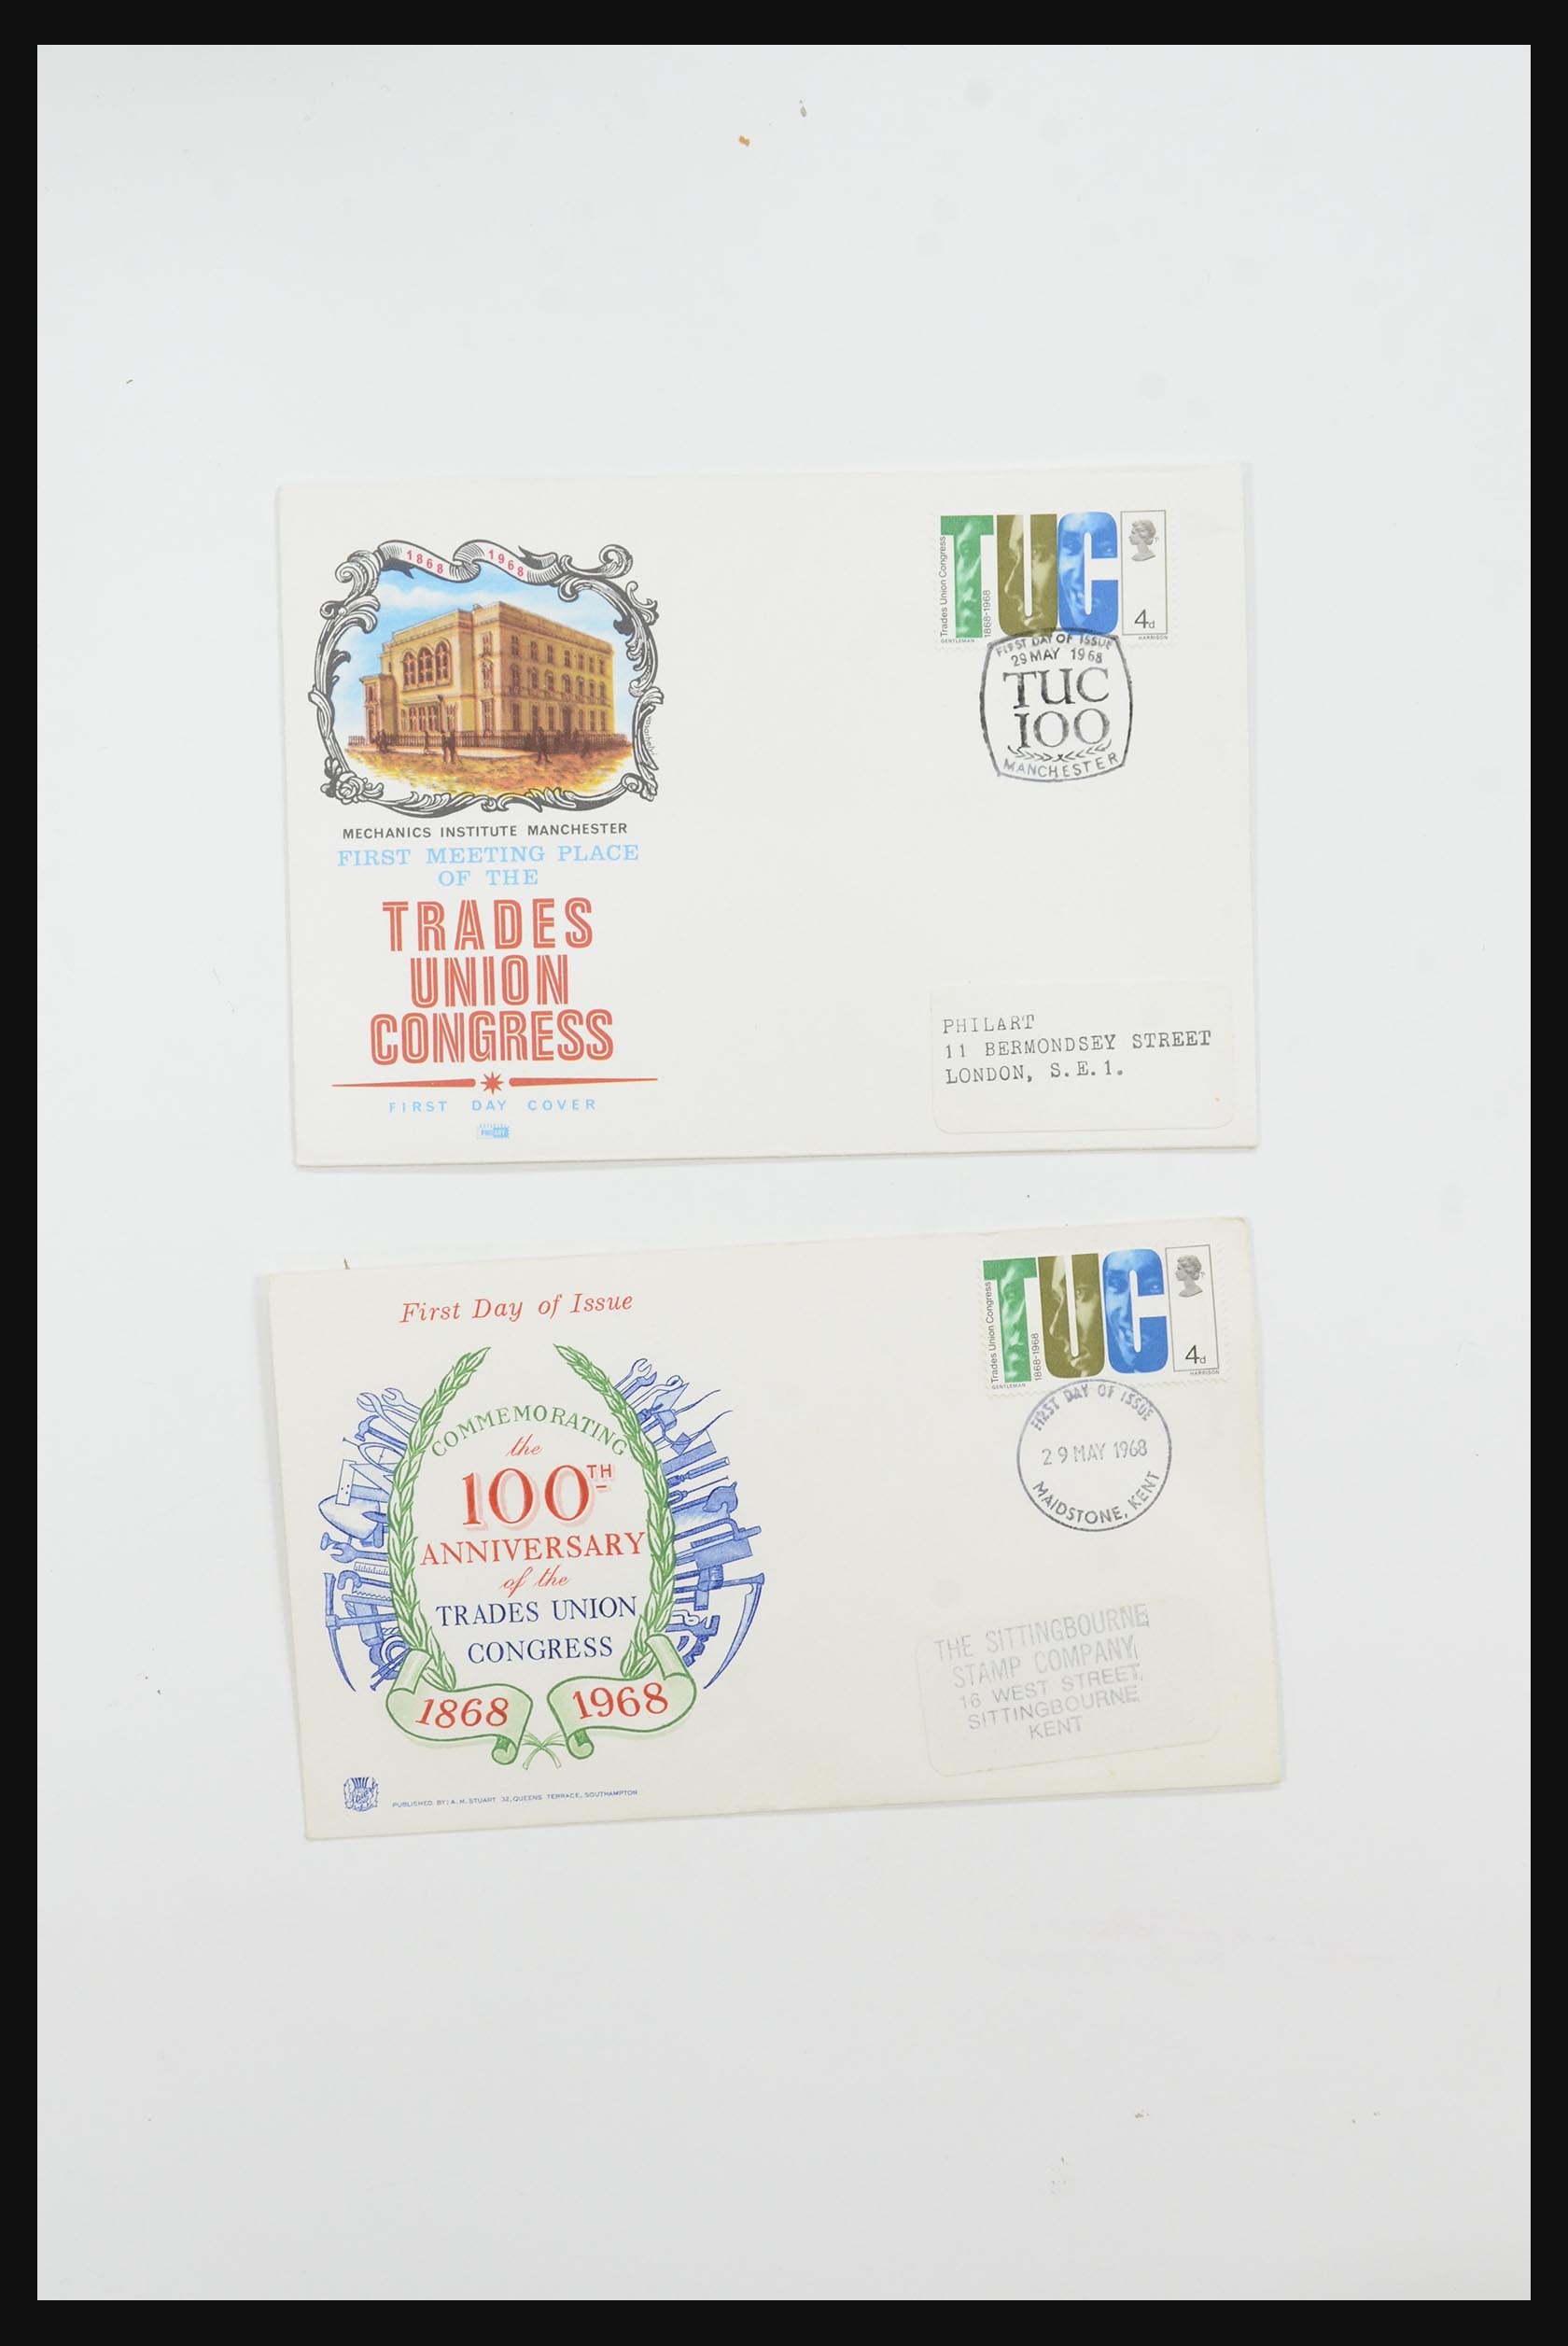 1868 1968
MECHANICS INSTITUTE MANCHESTER
FIRST MEETING PLACE
OF THE
TRADES
UNION
CONGRESS
FIRST DAY COVER
Trades Union Congress
1868-1968
TUC
4d
GENTLEMAN
HARRISON
FIRST DAY OF ISSUE
29 MAY 1968
TUC
100
MANCHESTER
PHILART
11 BERMONDSEY STREET
LONDON, S.E.1.
First Day of Issue
COMMEMORATING
the
100TH
ANNIVERSARY
of the
TRADES UNION
CONGRESS
1868 1968
PUBLISHED BY: A.H. STUART 32, QUEENS TERRACE, SOUTHAMPTON
Trades Union Congress
1868-1968
TUC
4d
GENTLEMAN
HARRISON
FIRST DAY OF ISSUE
29 MAY 1968
MAIDSTONE, KENT
THE SITTINGBOURNE
STAMP COMPANY,
16 WEST STREET,
SITTINGBOURNE
KENT